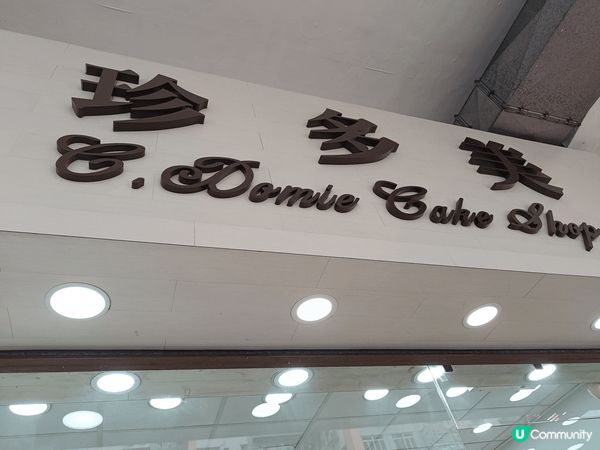 珍多美
C. Domie Cake Shop
U Community